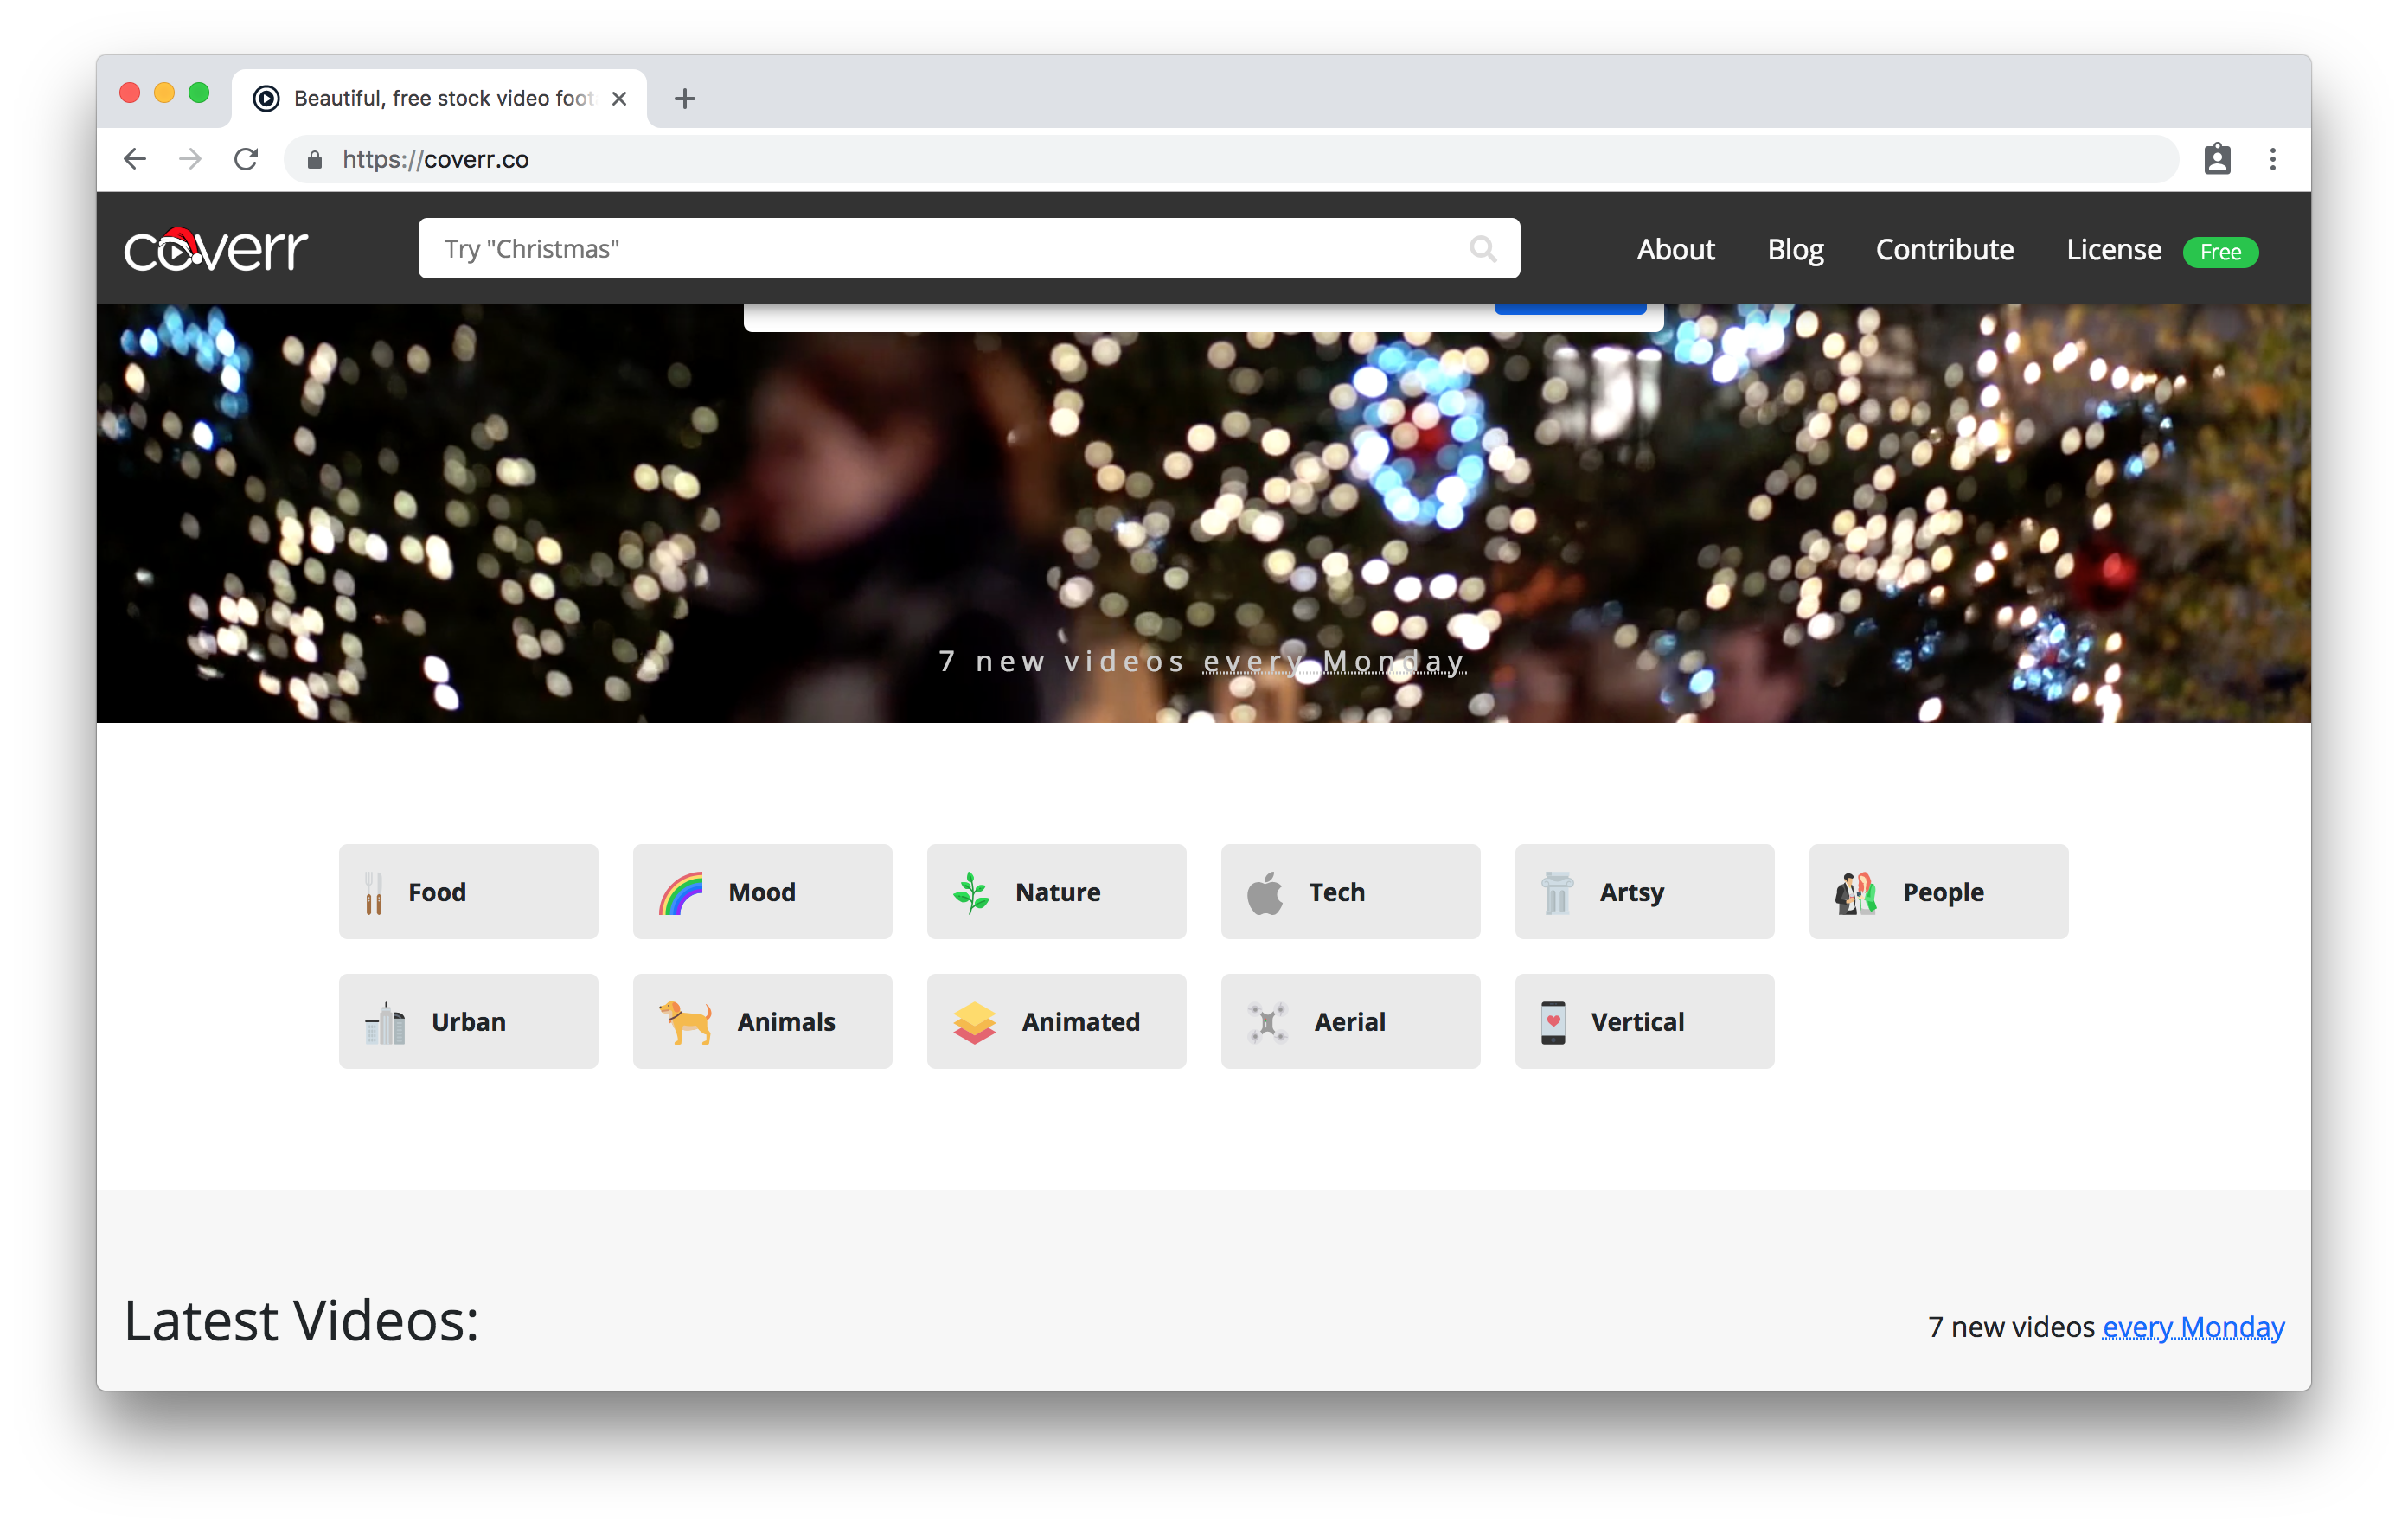 Beautiful, free stock video foot
https://coverr.co
coverr
Try "Christmas"
About
Blog
Contribute
License
Free
7 new videos every Monday
Food
Mood
Nature
Tech
Artsy
People
Urban
Animals
Animated
Aerial
Vertical
Latest Videos:
7 new videos every Monday